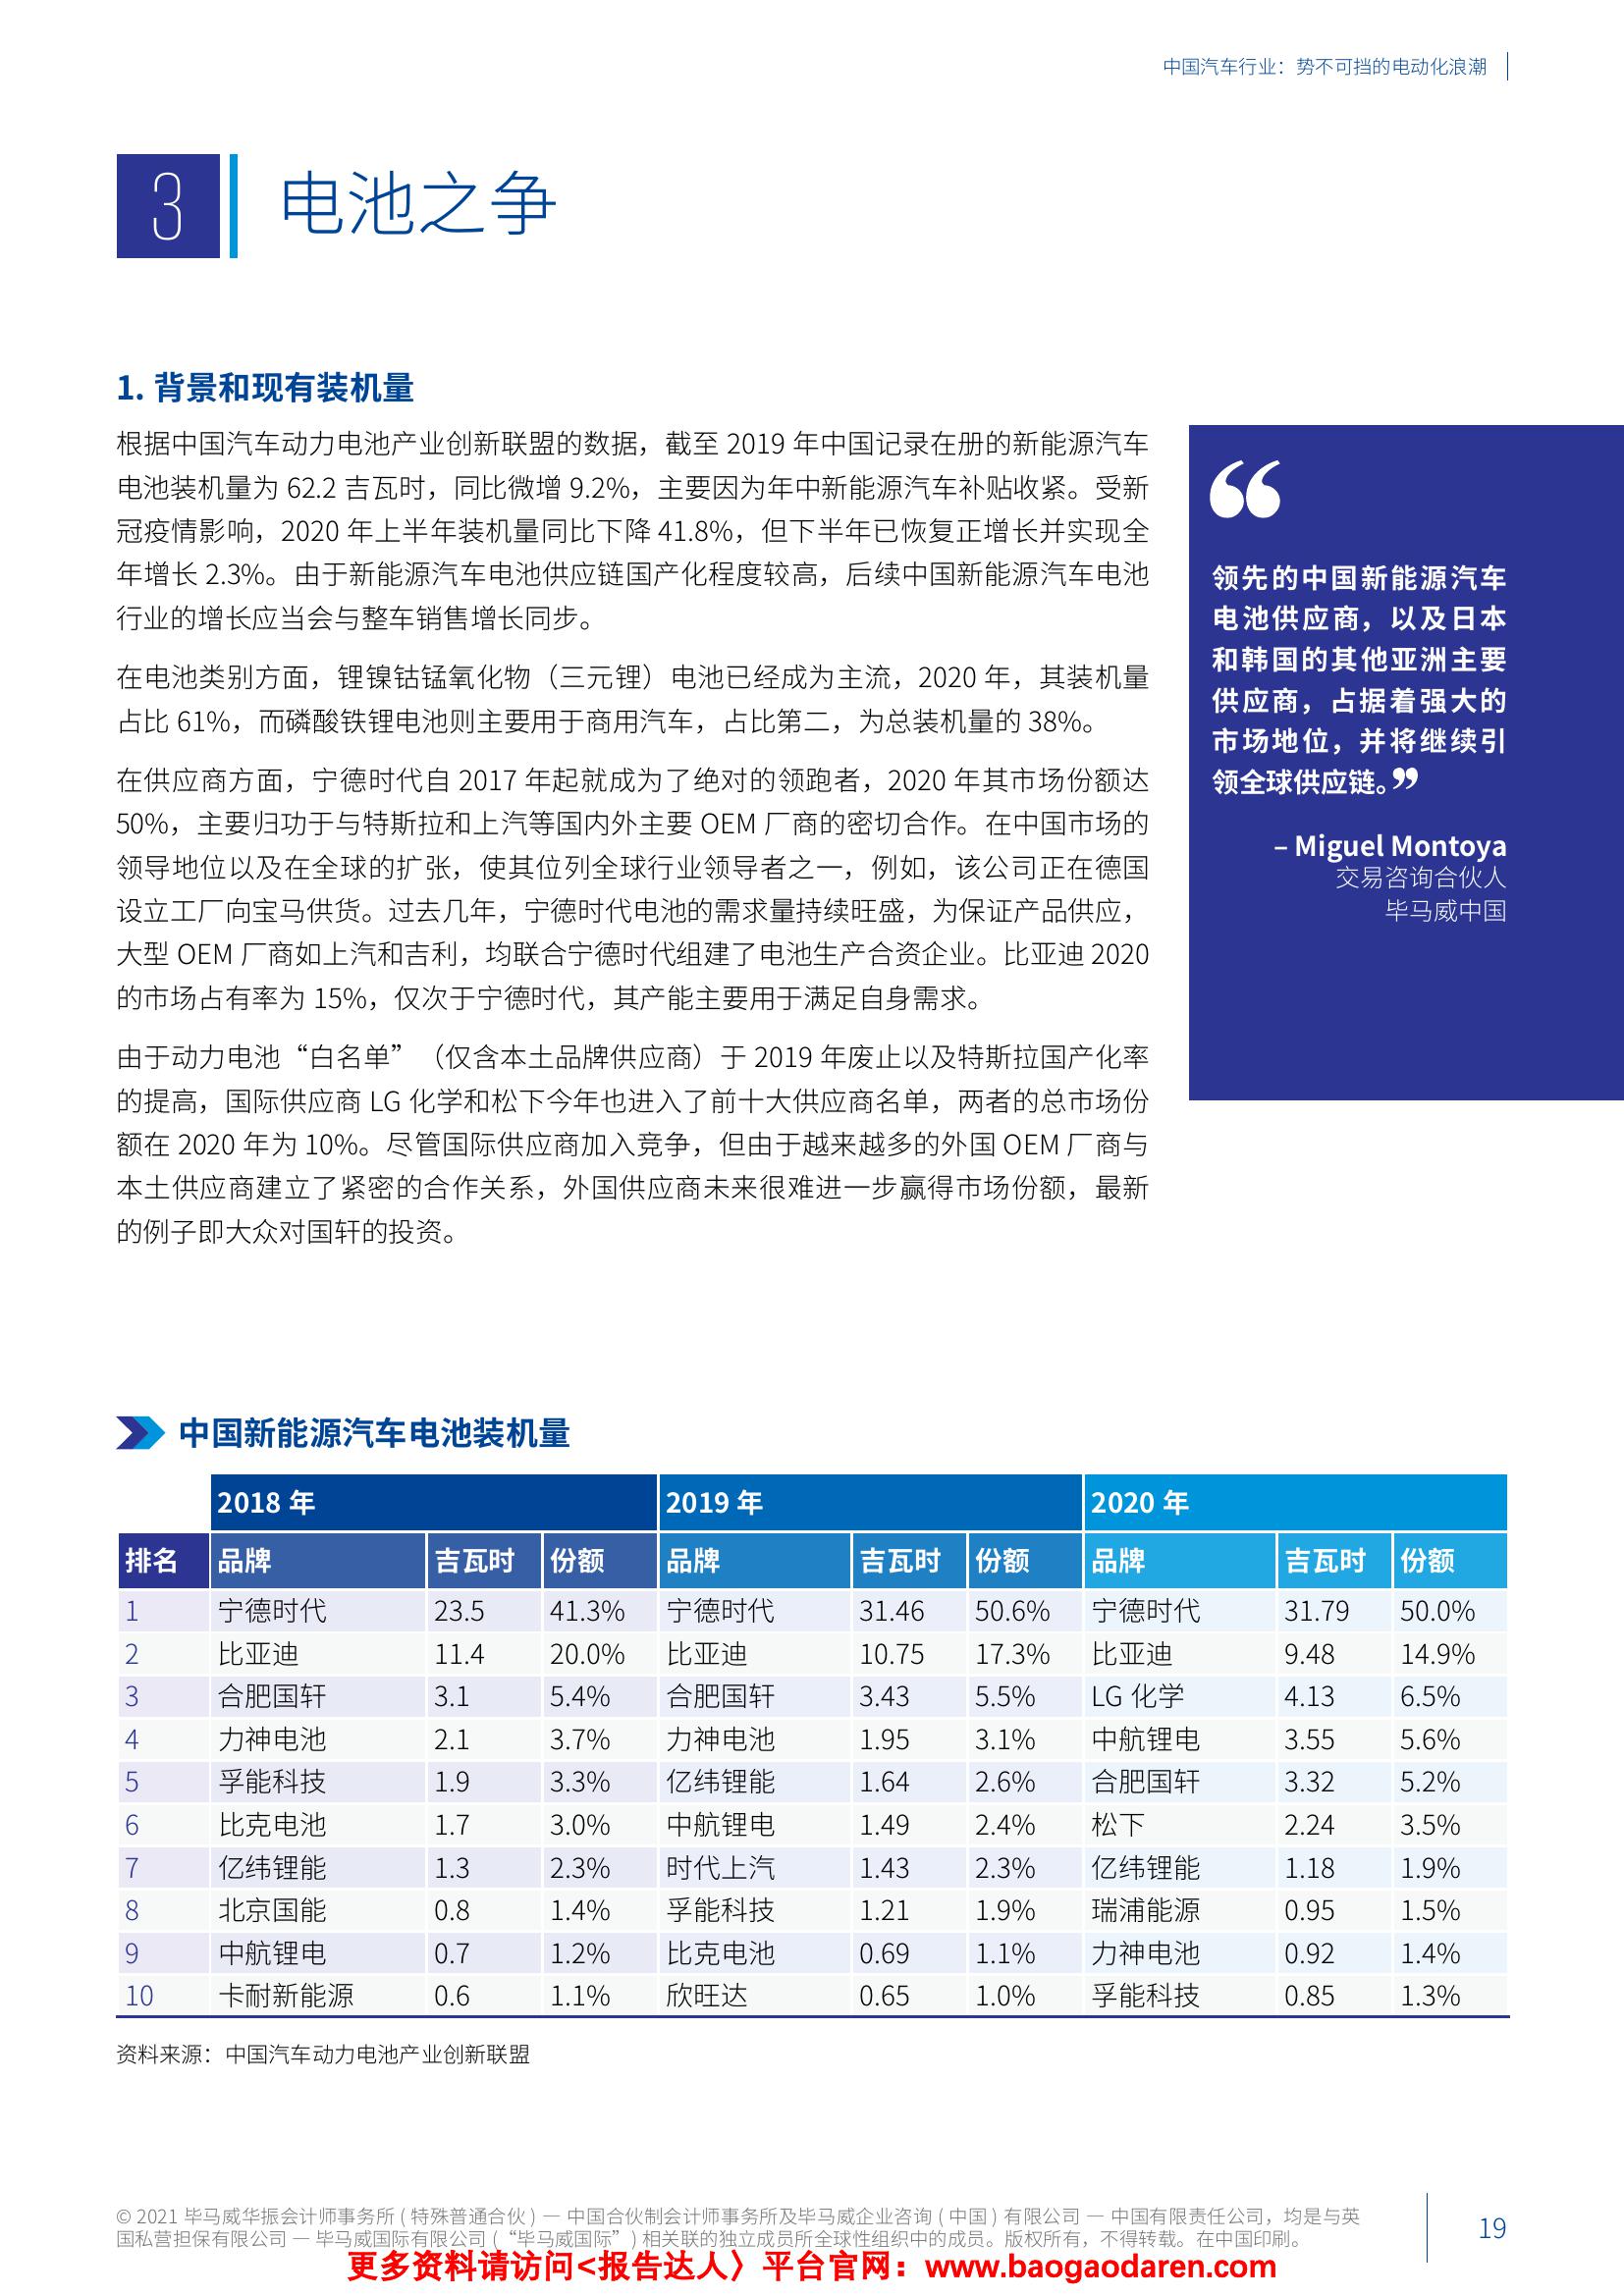 中国汽车行业：势不可挡的电动化浪潮
3
电池之争
1. 背景和现有装机量
根据中国汽车动力电池产业创新联盟的数据，截至 2019 年中国记录在册的新能源汽车
电池装机量为 62.2 吉瓦时，同比微增 9.2%，主要因为年中新能源汽车补贴收紧。受新
冠疫情影响，2020 年上半年装机量同比下降 41.8%，但下半年已恢复正增长并实现全
年增长 2.3%。由于新能源汽车电池供应链国产化程度较高，后续中国新能源汽车电池
行业的增长应当会与整车销售增长同步。
在电池类别方面，锂镍钴锰氧化物（三元锂）电池已经成为主流，2020 年，其装机量
占比 61%，而磷酸铁锂电池则主要用于商用汽车，占比第二，为总装机量的 38%。
在供应商方面，宁德时代自 2017 年起就成为了绝对的领跑者，2020 年其市场份额达
50%，主要归功于与特斯拉和上汽等国内外主要 OEM 厂商的密切合作。在中国市场的
领导地位以及在全球的扩张，使其位列全球行业领导者之一，例如，该公司正在德国
设立工厂向宝马供货。过去几年，宁德时代电池的需求量持续旺盛，为保证产品供应，
大型 OEM 厂商如上汽和吉利，均联合宁德时代组建了电池生产合资企业。比亚迪 2020
的市场占有率为 15%，仅次于宁德时代，其产能主要用于满足自身需求。
由于动力电池“白名单”（仅含本土品牌供应商）于 2019 年废止以及特斯拉国产化率
的提高，国际供应商 LG 化学和松下今年也进入了前十大供应商名单，两者的总市场份
额在 2020 年为 10%。尽管国际供应商加入竞争，但由于越来越多的外国 OEM 厂商与
本土供应商建立了紧密的合作关系，外国供应商未来很难进一步赢得市场份额，最新
的例子即大众对国轩的投资。
“
领先的中国新能源汽车
电池供应商，以及日本
和韩国的其他亚洲主要
供应商，占据着强大的
市场地位，并将继续引
领全球供应链。”
– Miguel Montoya
交易咨询合伙人
毕马威中国
中国新能源汽车电池装机量
2018 年 2019 年 2020 年
排名 品牌 吉瓦时 份额 品牌 吉瓦时 份额 品牌 吉瓦时 份额
1 宁德时代 23.5 41.3% 宁德时代 31.46 50.6% 宁德时代 31.79 50.0%
2 比亚迪 11.4 20.0% 比亚迪 10.75 17.3% 比亚迪 9.48 14.9%
3 合肥国轩 3.1 5.4% 合肥国轩 3.43 5.5% LG 化学 4.13 6.5%
4 力神电池 2.1 3.7% 力神电池 1.95 3.1% 中航锂电 3.55 5.6%
5 孚能科技 1.9 3.3% 亿纬锂能 1.64 2.6% 合肥国轩 3.32 5.2%
6 比克电池 1.7 3.0% 中航锂电 1.49 2.4% 松下 2.24 3.5%
7 亿纬锂能 1.3 2.3% 时代上汽 1.43 2.3% 亿纬锂能 1.18 1.9%
8 北京国能 0.8 1.4% 孚能科技 1.21 1.9% 瑞浦能源 0.95 1.5%
9 中航锂电 0.7 1.2% 比克电池 0.69 1.1% 力神电池 0.92 1.4%
10 卡耐新能源 0.6 1.1% 欣旺达 0.65 1.0% 孚能科技 0.85 1.3%
资料来源：中国汽车动力电池产业创新联盟
© 2021 毕马威华振会计师事务所 ( 特殊普通合伙 ) — 中国合伙制会计师事务所及毕马威企业咨询 ( 中国 ) 有限公司 — 中国有限责任公司，均是与英
国私营担保有限公司 — 毕马威国际有限公司 (“毕马威国际”) 相关联的独立成员所全球性组织中的成员。版权所有，不得转载。在中国印刷。
19
更多资料请访问<报告达人〉平台官网：www.baogaodaren.com